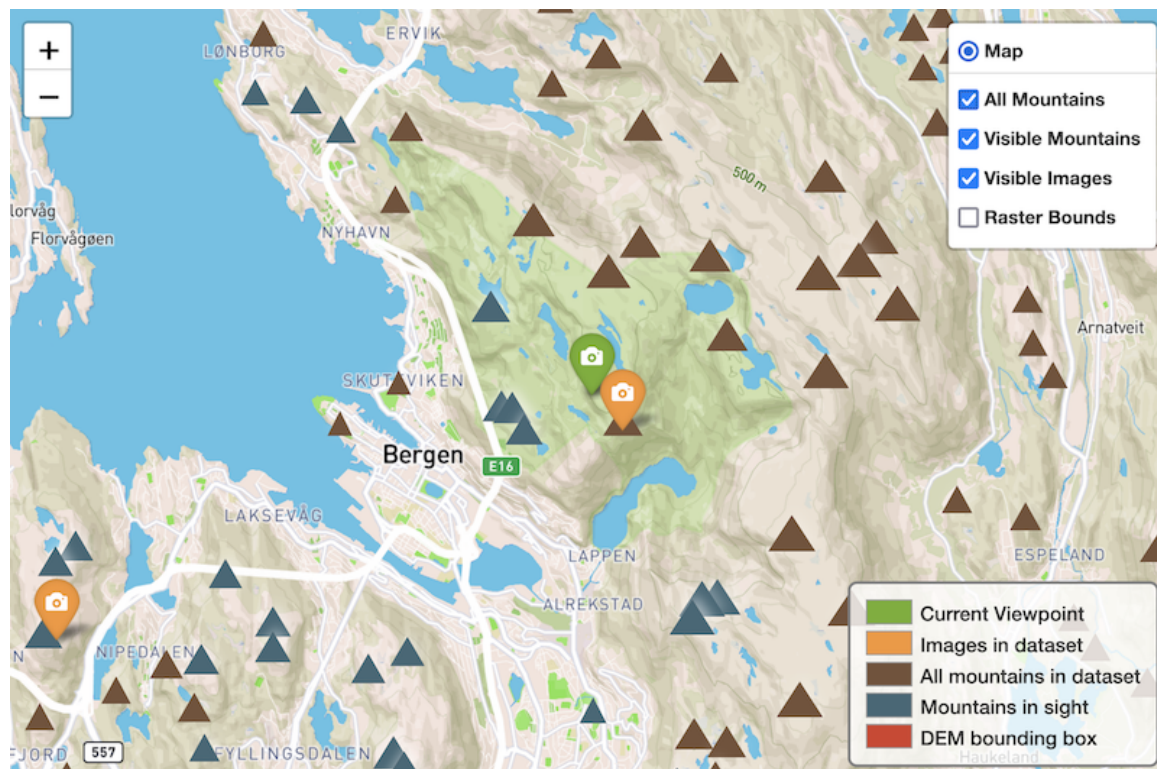 +
−
LØNBORG
ERVIK
Map
All Mountains
Visible Mountains
Visible Images
Raster Bounds
500 m
lorvåg
Florvågøen
NYHAVN
Arnatveit
SKUTEVIKEN
Bergen
E16
LAKSEVÅG
LAPPEN
ESPELAND
ALREKSTAD
N
NIPEDALEN
FJORD
557
FYLLINGSDALEN
Current Viewpoint
Images in dataset
All mountains in dataset
Mountains in sight
DEM bounding box
Haukeland